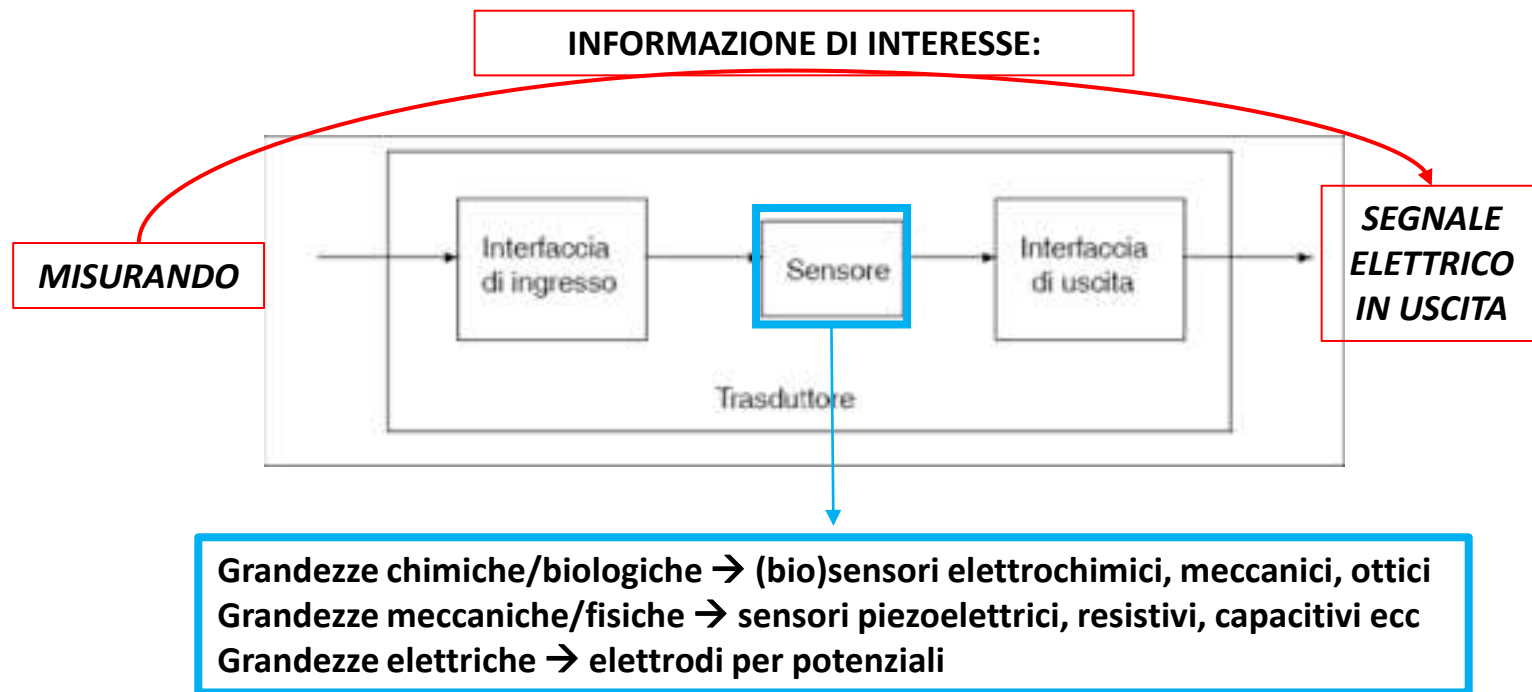 INFORMAZIONE DI INTERESSE:
MISURANDO
Interfaccia
di ingresso
Sensore
Interfaccia
di uscita
SEGNALE
ELETTRICO
IN USCITA
Trasduttore
Grandezze chimiche/biologiche → (bio)sensori elettrochimici, meccanici, ottici
Grandezze meccaniche/fisiche → sensori piezoelettrici, resistivi, capacitivi ecc
Grandezze elettriche → elettrodi per potenziali